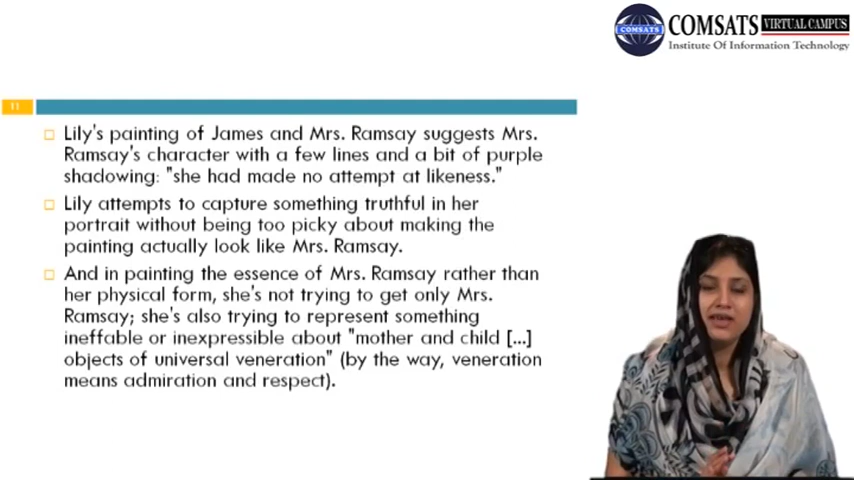 COMSATS
COMSATS VIRTUAL CAMPUS
Institute Of Information Technology
11
Lily's painting of James and Mrs. Ramsay suggests Mrs.
Ramsay's character with a few lines and a bit of purple
shadowing: "she had made no attempt at likeness."
Lily attempts to capture something truthful in her
portrait without being too picky about making the
painting actually look like Mrs. Ramsay.
And in painting the essence of Mrs. Ramsay rather than
her physical form, she's not trying to get only Mrs.
Ramsay; she's also trying to represent something
ineffable or inexpressible about "mother and child [...]
objects of universal veneration" (by the way, veneration
means admiration and respect).